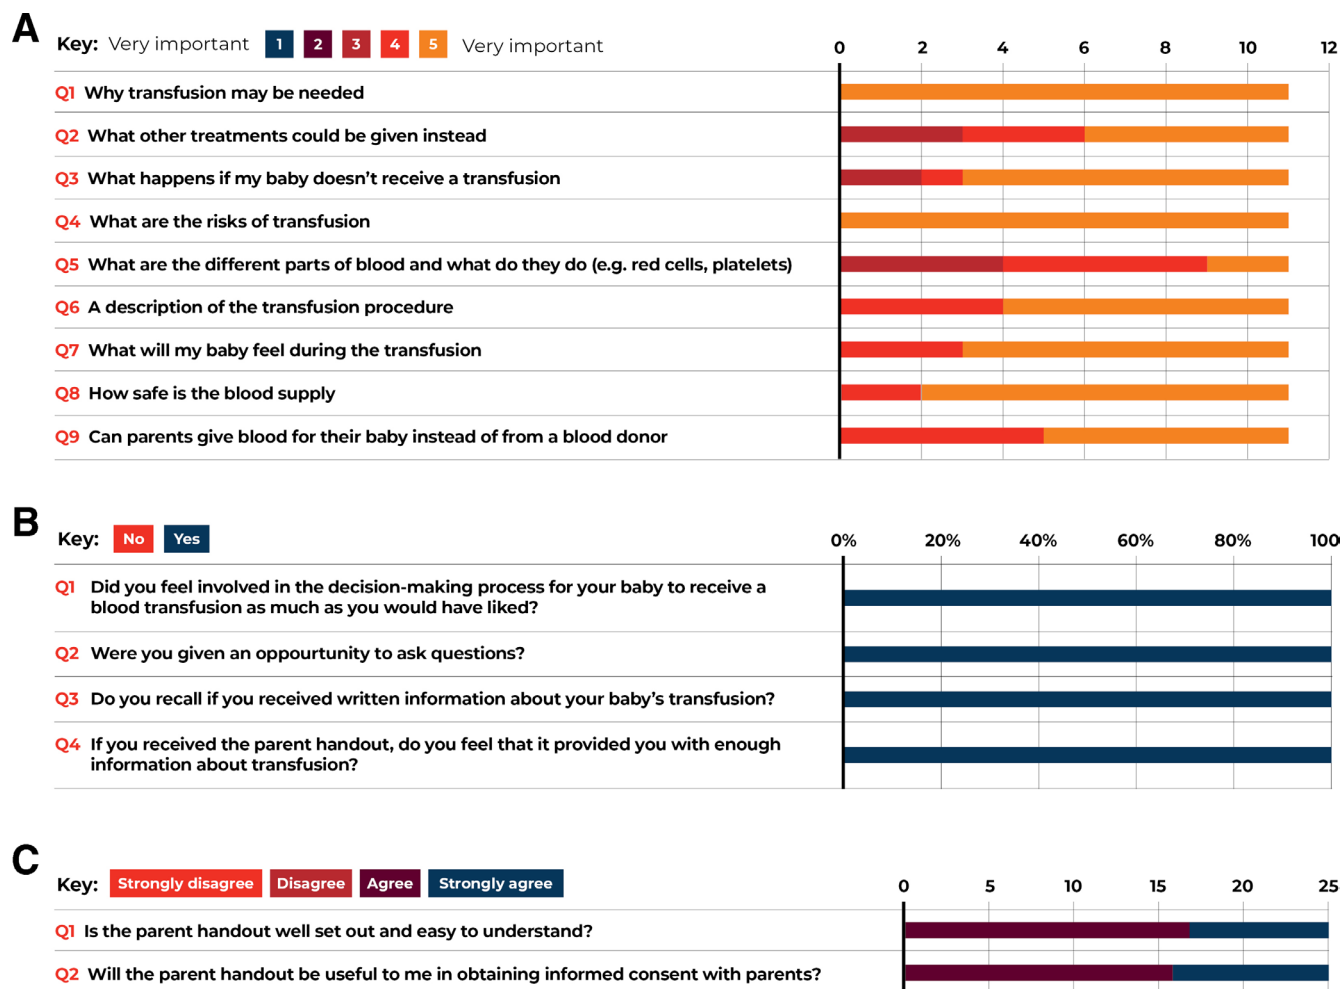 A
Key: Very important 1 2 3 4 5 Very important
0 2 4 6 8 10 12
Q1 Why transfusion may be needed
Q2 What other treatments could be given instead
Q3 What happens if my baby doesn't receive a transfusion
Q4 What are the risks of transfusion
Q5 What are the different parts of blood and what do they do (e.g. red cells, platelets)
Q6 A description of the transfusion procedure
Q7 What will my baby feel during the transfusion
Q8 How safe is the blood supply
Q9 Can parents give blood for their baby instead of from a blood donor
B
Key: No Yes
0% 20% 40% 60% 80% 100
Q1 Did you feel involved in the decision-making process for your baby to receive a
blood transfusion as much as you would have liked?
Q2 Were you given an oppourtunity to ask questions?
Q3 Do you recall if you received written information about your baby's transfusion?
Q4 If you received the parent handout, do you feel that it provided you with enough
information about transfusion?
C
Key: Strongly disagree Disagree Agree Strongly agree
0 5 10 15 20 25
Q1 Is the parent handout well set out and easy to understand?
Q2 Will the parent handout be useful to me in obtaining informed consent with parents?